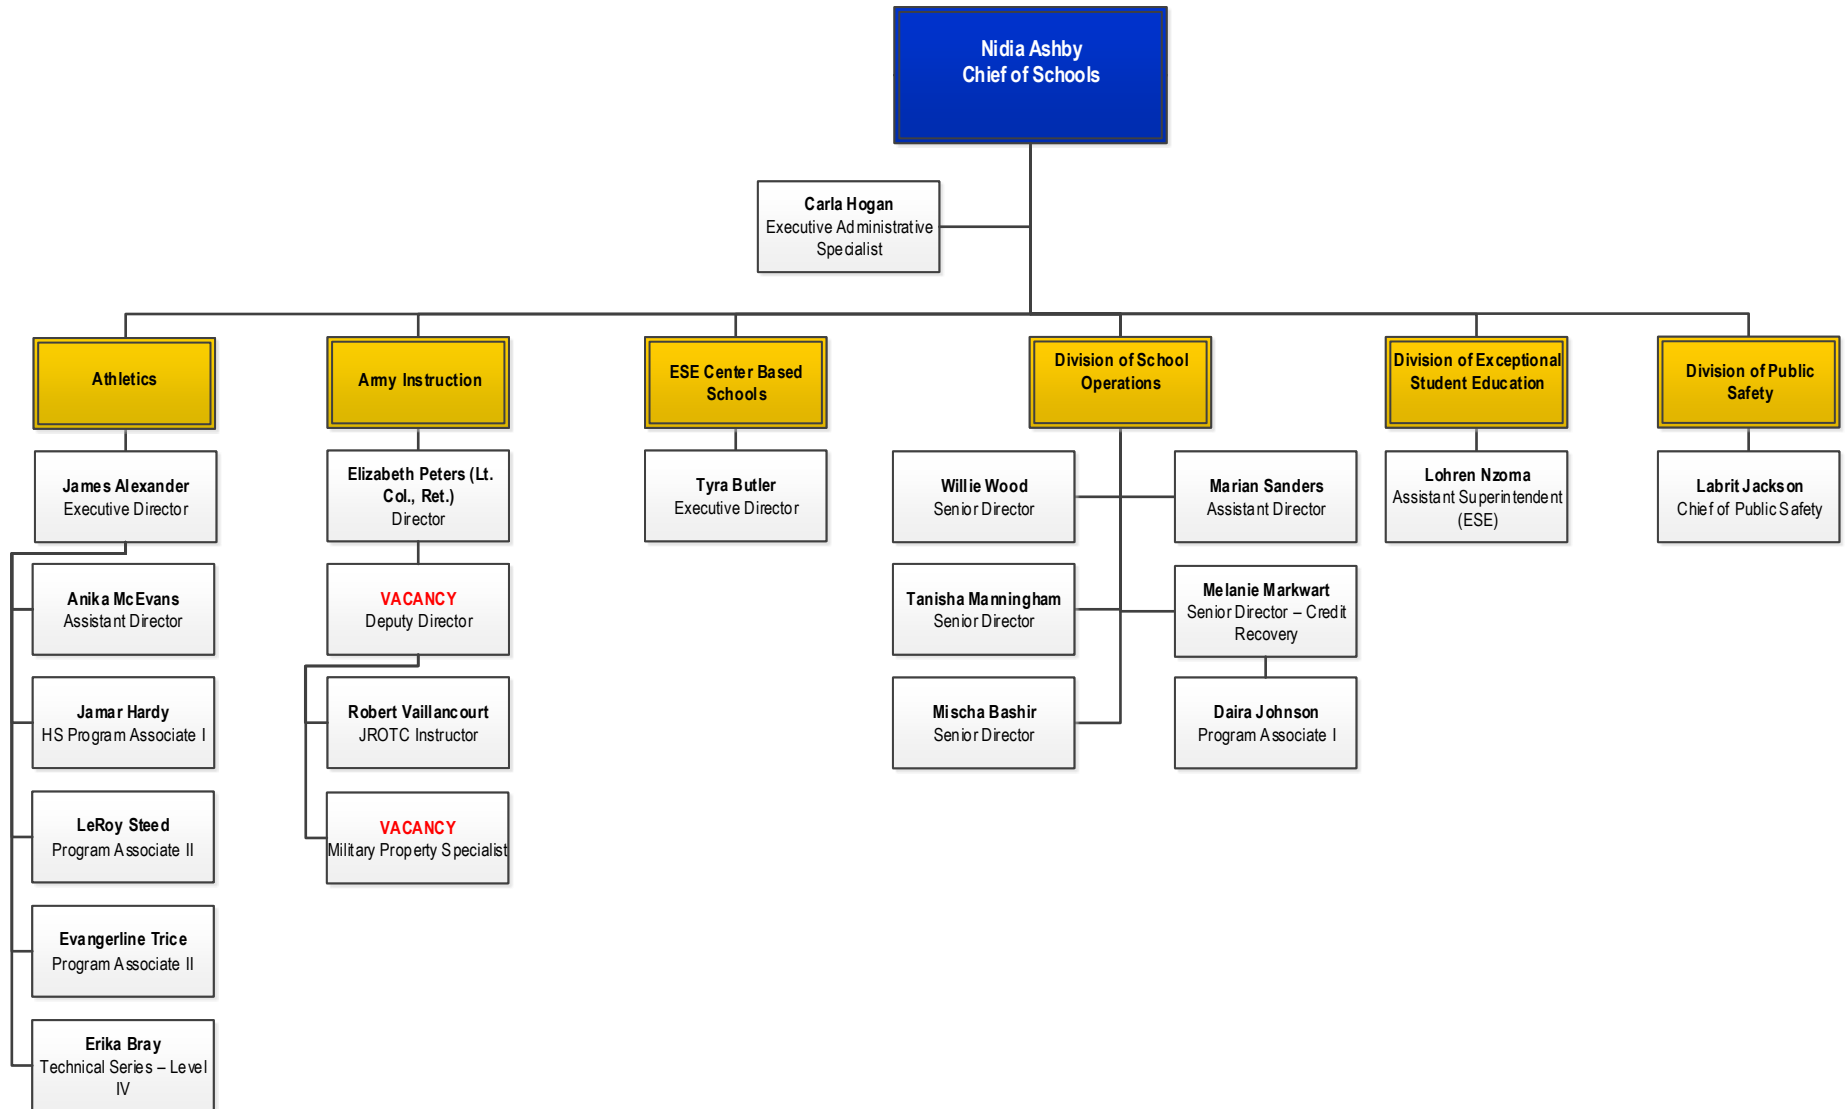 Nidia Ashby
Chief of Schools
Carla Hogan
Executive Administrative
Specialist
Athletics
Army Instruction
ESE Center Based
Schools
Division of School
Operations
Division of Exceptional
Student Education
Division of Public
Safety
James Alexander
Executive Director
Elizabeth Peters (Lt.
Col., Ret.)
Director
Tyra Butler
Executive Director
Willie Wood
Senior Director
Marian Sanders
Assistant Director
Lohren Nzoma
Assistant Superintendent
(ESE)
Labrit Jackson
Chief of Public Safety
Anika McEvans
Assistant Director
VACANCY
Deputy Director
Tanisha Manningham
Senior Director
Melanie Markwart
Senior Director – Credit
Recovery
Jamar Hardy
HS Program Associate I
Robert Vaillancourt
JROTC Instructor
Mischa Bashir
Senior Director
Daira Johnson
Program Associate I
LeRoy Steed
Program Associate II
VACANCY
Military Property Specialist
Evangerline Trice
Program Associate II
Erika Bray
Technical Series – Level
IV